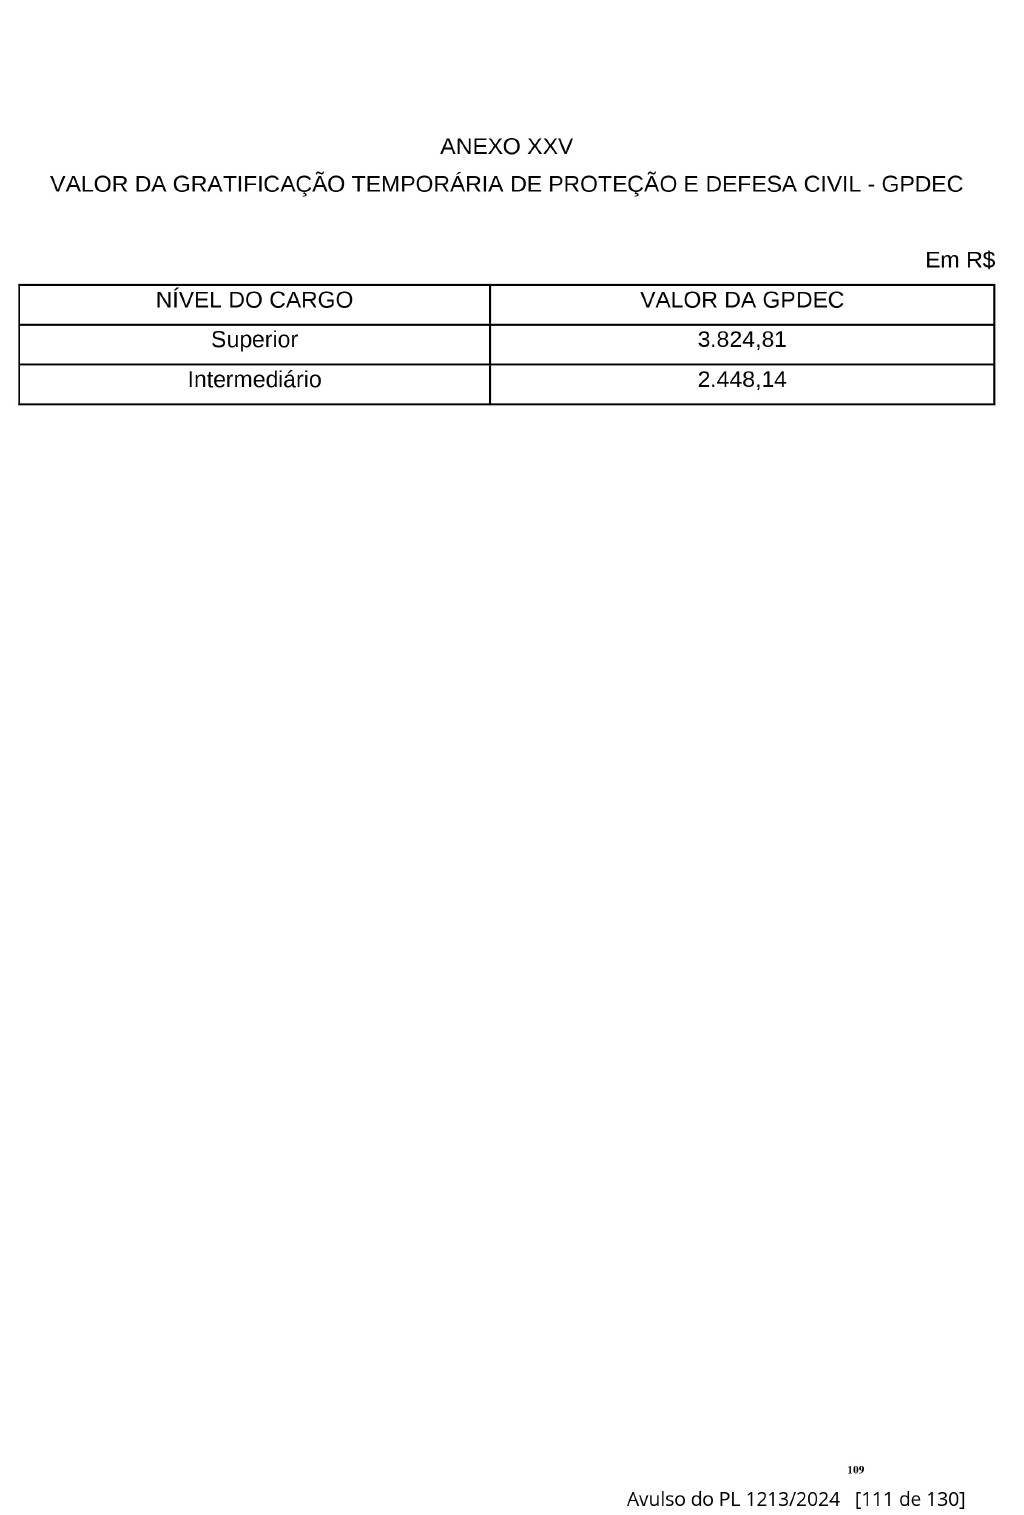 ANEXO XXV
VALOR DA GRATIFICAÇÃO TEMPORÁRIA DE PROTEÇÃO E DEFESA CIVIL - GPDEC
Em R$
NÍVEL DO CARGO VALOR DA GPDEC
Superior 3.824,81
Intermediário 2.448,14
109
Avulso do PL 1213/2024 [111 de 130]